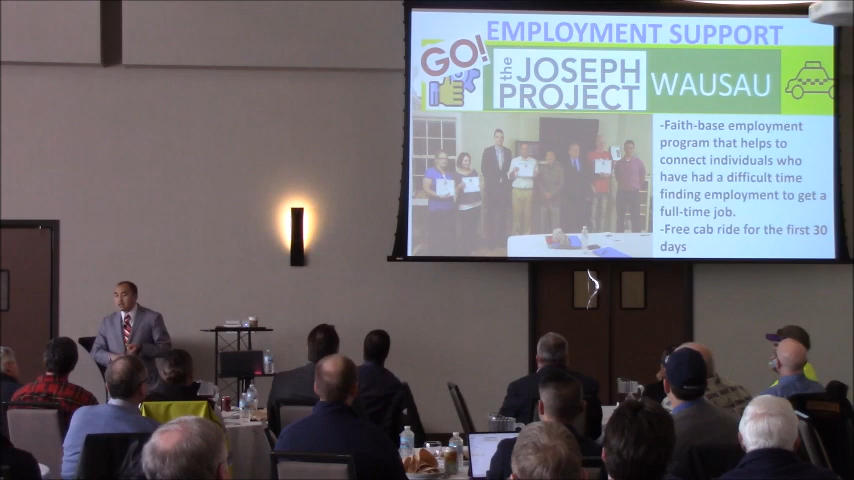 EMPLOYMENT SUPPORT
GO!
the JOSEPH PROJECT
WAUSAU
-Faith-base employment
program that helps to
connect individuals who
have had a difficult time
finding employment to get a
full-time job.
-Free cab ride for the first 30
days